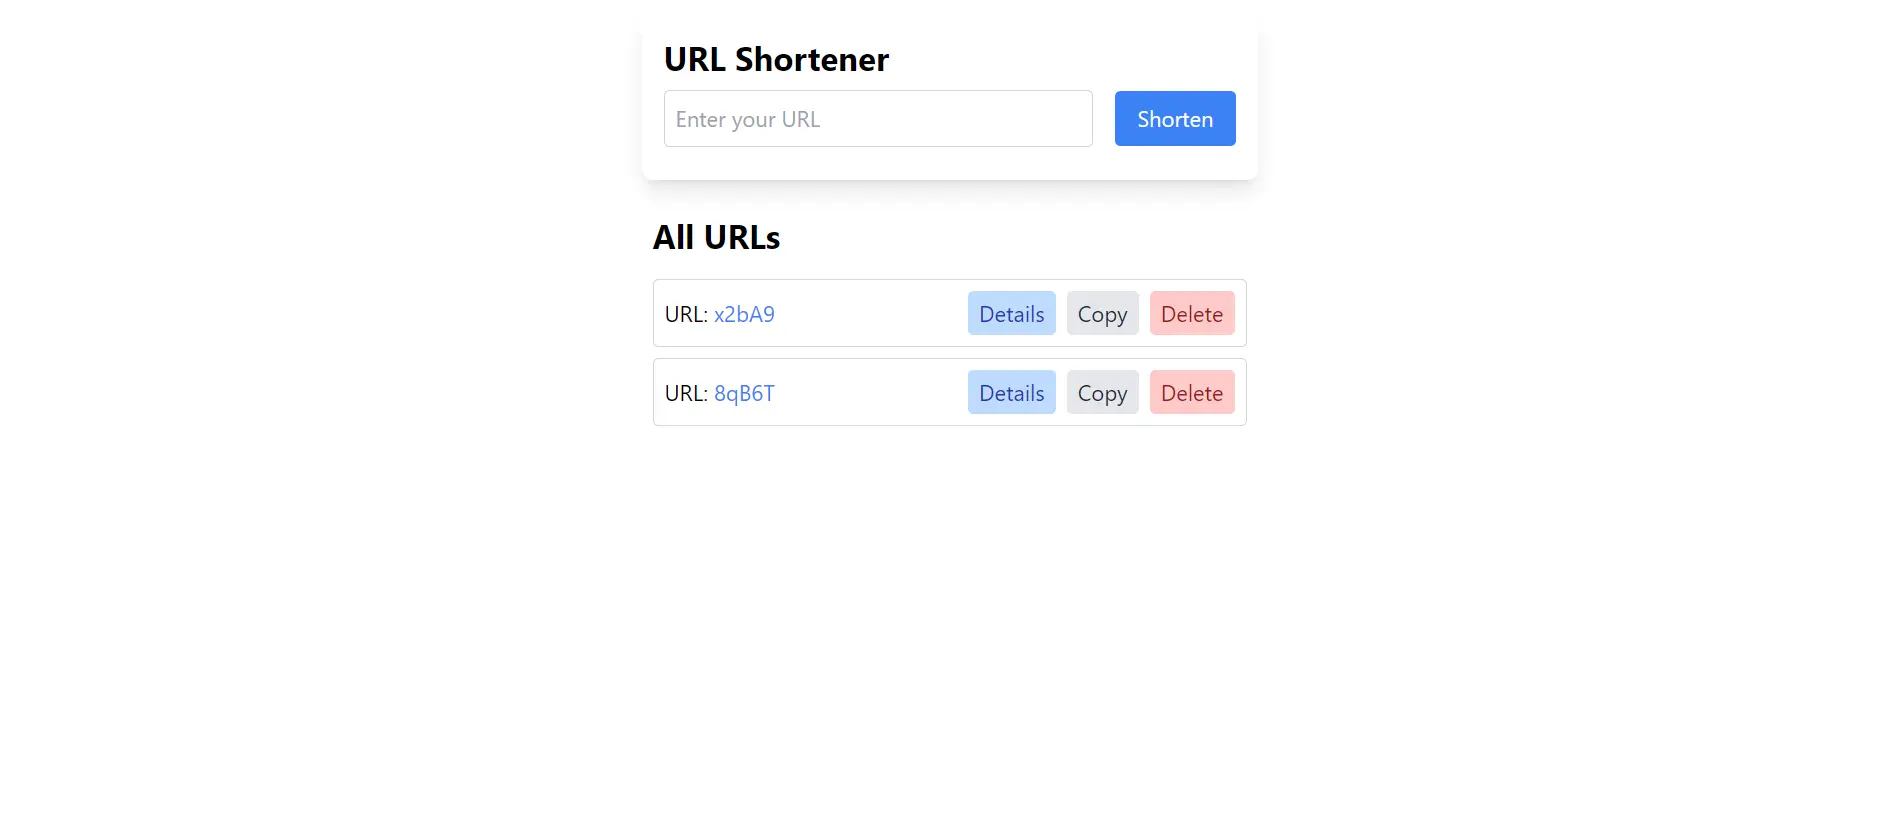 URL Shortener
Enter your URL Shorten
All URLs
URL: x2bA9 Details Copy Delete
URL: 8qB6T Details Copy Delete